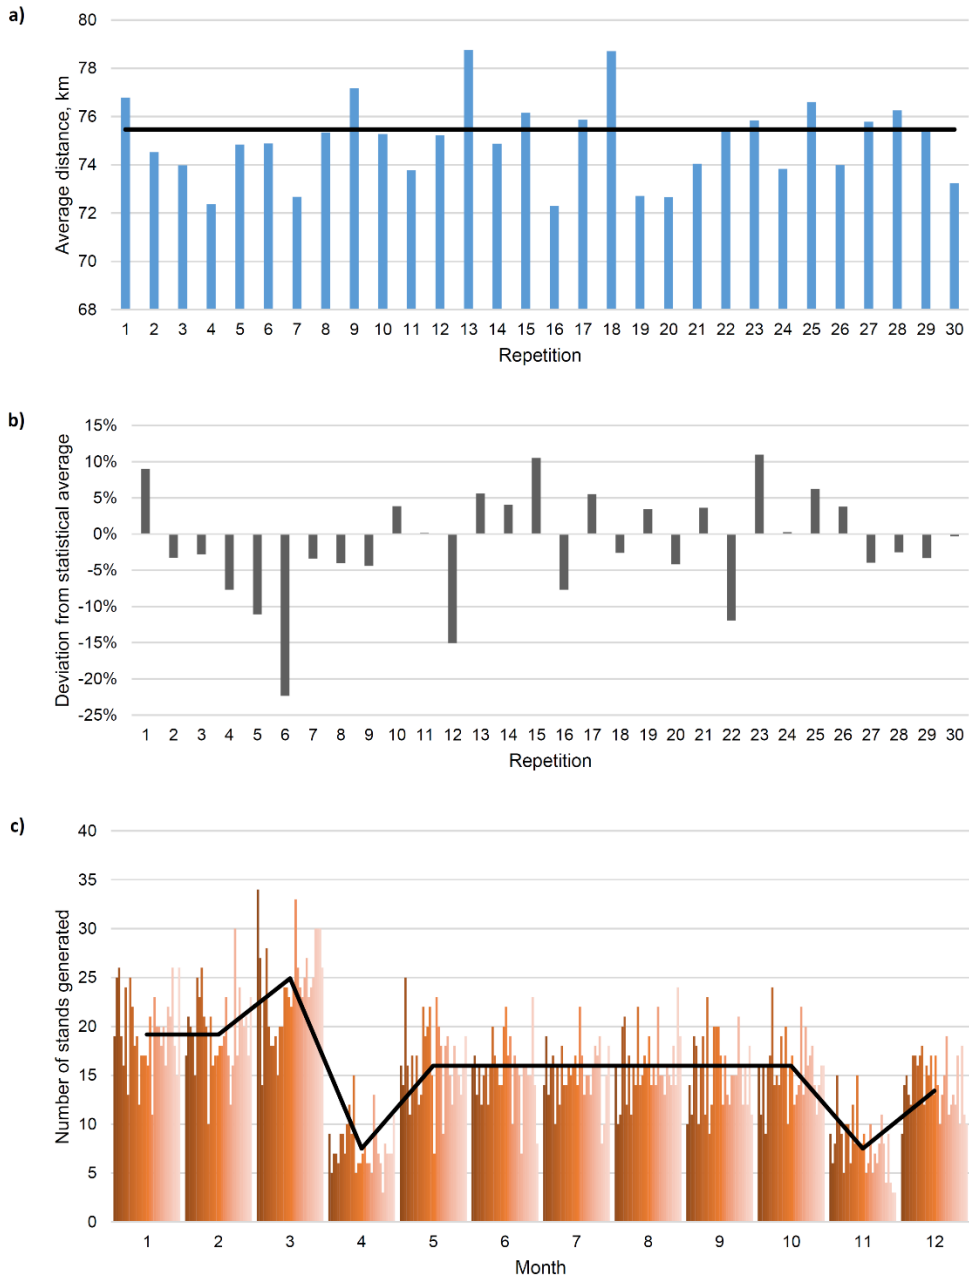 a)
Average distance, km
80
78
76
74
72
70
68
1 2 3 4 5 6 7 8 9 10 11 12 13 14 15 16 17 18 19 20 21 22 23 24 25 26 27 28 29 30
Repetition
b)
Deviation from statistical average
15%
10%
5%
0%
-5%
-10%
-15%
-20%
-25%
1 2 3 4 5 6 7 8 9 10 11 12 13 14 15 16 17 18 19 20 21 22 23 24 25 26 27 28 29 30
Repetition
c)
Number of stands generated
40
35
30
25
20
15
10
5
0
1 2 3 4 5 6 7 8 9 10 11 12
Month